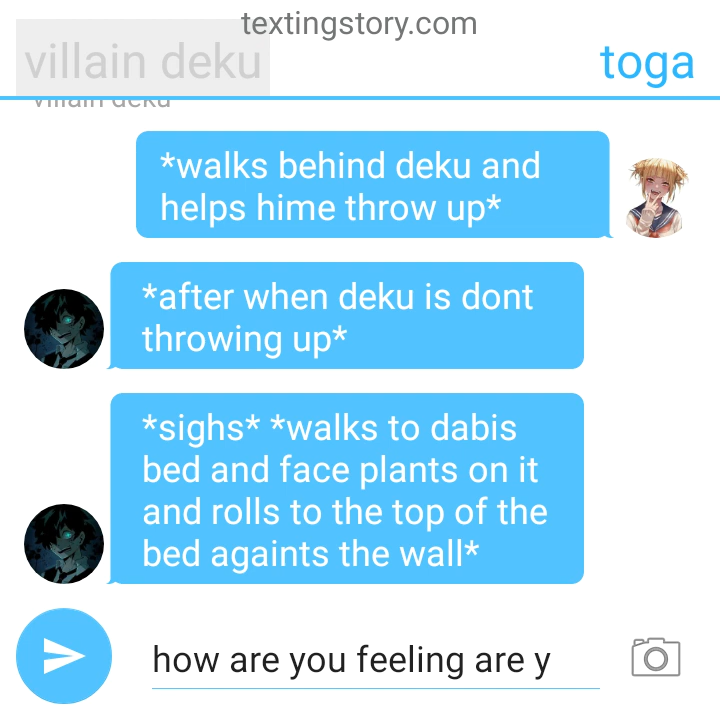 textingstory.com
villain deku
toga
villain deku
*walks behind deku and
helps hime throw up*
*after when deku is dont
throwing up*
*sighs* *walks to dabis
bed and face plants on it
and rolls to the top of the
bed againts the wall*
how are you feeling are y